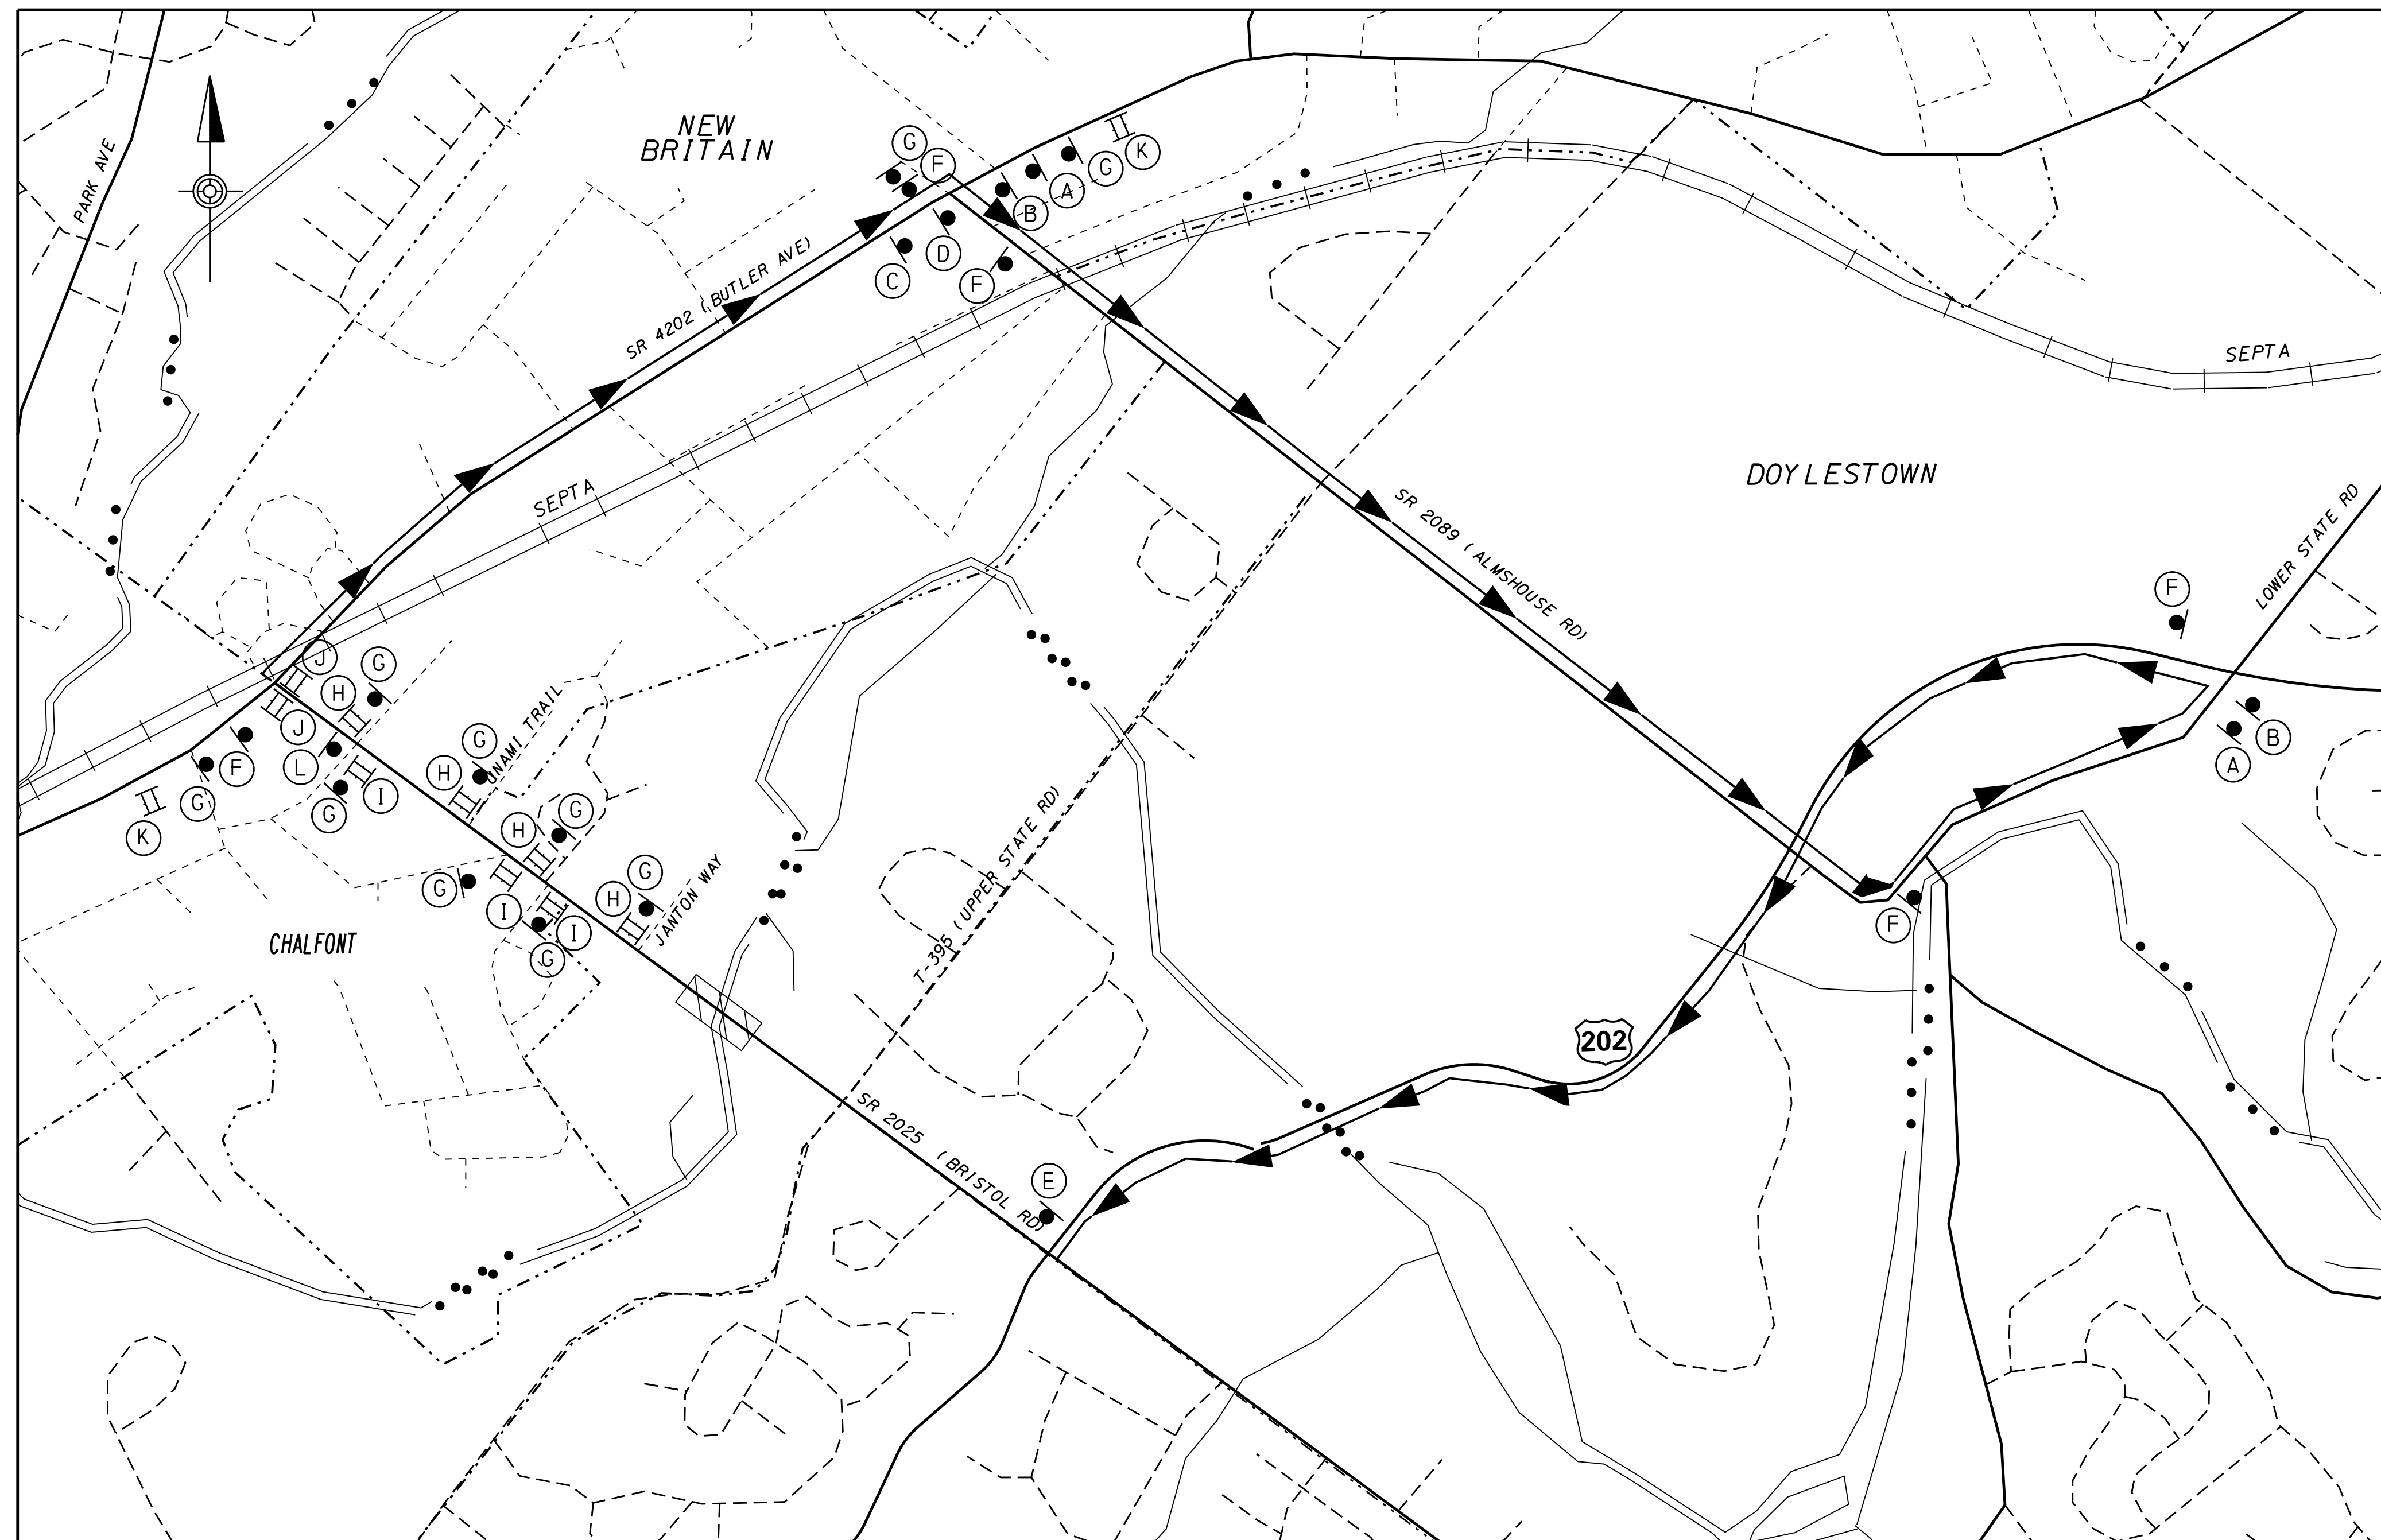 NEW
BRITAIN
PARK AVE
G
F
K
G
A
B
D
C
F
SR 4202 (BUTLER AVE)
SEPTA
SEPTA
DOYLESTOWN
SR 2089 (ALMSHOUSE RD)
LOWER STATE RD
F
J
G
H
J
F
L
G
K
G
I
H
G
UNAMI TRAIL
H
G
G
I
I
G
H
G
JANTON WAY
CHALFONT
T-395 (UPPER STATE RD)
A
B
F
202
SR 2025 (BRISTOL RD)
E